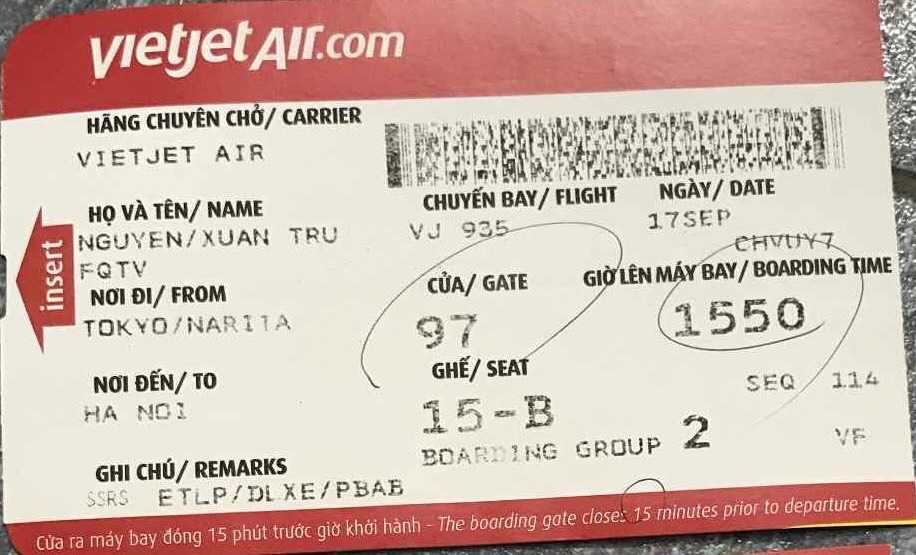 vietjet Air.com
HÃNG CHUYÊN CHỞ/ CARRIER
VIETJET AIR
HỌ VÀ TÊN/ NAME
NGUYEN/XUAN TRU
FQTV
NƠI ĐI/ FROM
TOKYO/NARITA
NƠI ĐẾN/ TO
HA NOI
GHI CHÚ/ REMARKS
SSRS ETLP/DLXE/PBAB
CHUYẾN BAY/ FLIGHT
VJ 935
NGÀY/ DATE
17SEP
CHVUY7
CỬA/ GATE
97
GIỜ LÊN MÁY BAY/ BOARDING TIME
1550
GHẾ/ SEAT
15-B
SEQ 114
BOARDING GROUP 2
VF
insert
Cửa ra máy bay đóng 15 phút trước giờ khởi hành - The boarding gate closes 15 minutes prior to departure time.